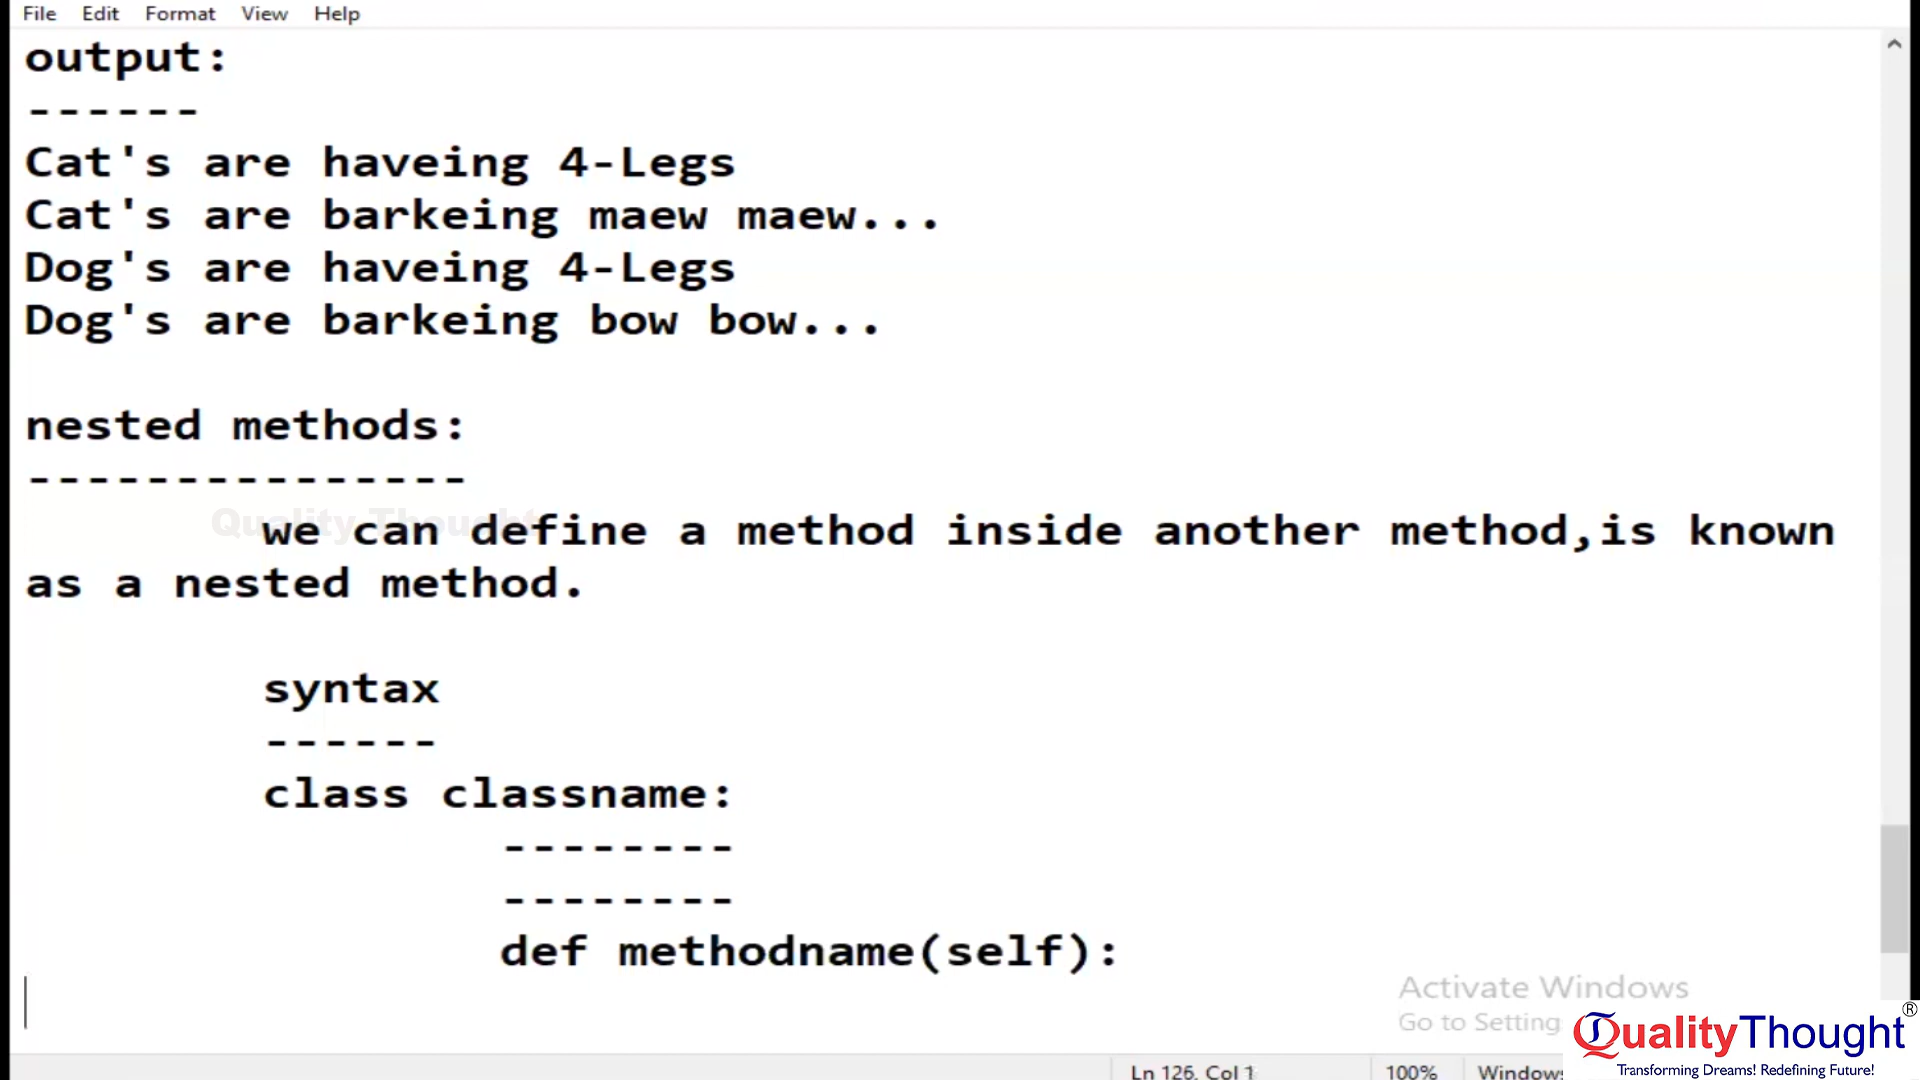 File Edit Format View Help
output:
------
Cat's are haveing 4-Legs
Cat's are barkeing maew maew...
Dog's are haveing 4-Legs
Dog's are barkeing bow bow...
nested methods:
---------------
Quality Thought
we can define a method inside another method,is known
as a nested method.
syntax
------
class classname:
--------
--------
def methodname(self):
Activate Windows
Go to Setting
QualityThought®
Transforming Dreams! Redefining Future!
Ln 126, Col 1 100% Windows